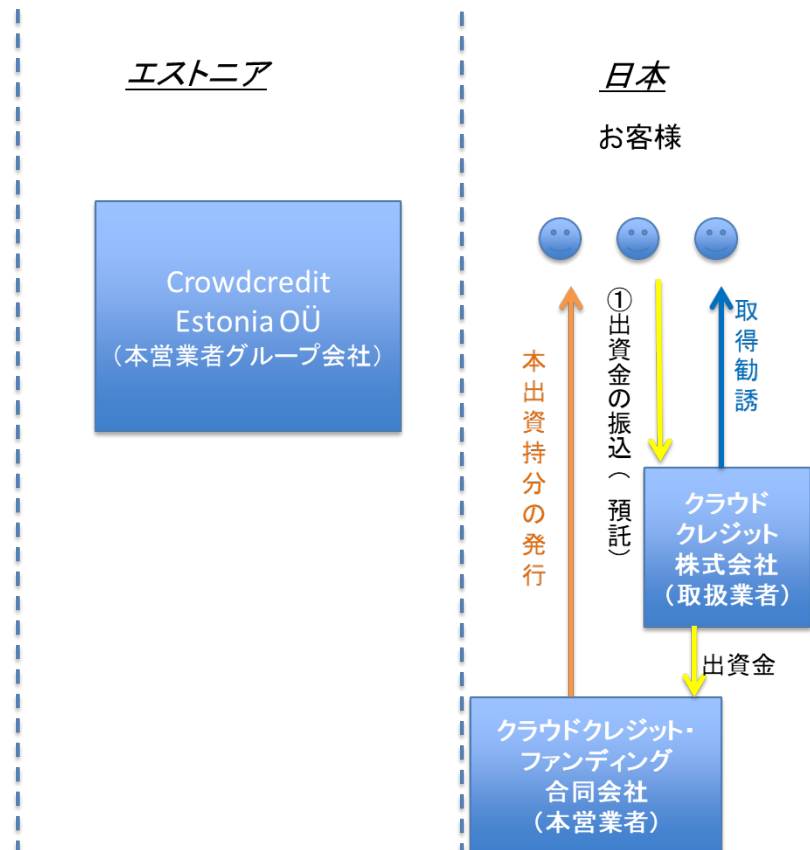 エストニア
日本
お客様
Crowdcredit
Estonia OÜ
（本営業者グループ会社）
本出資持分の発行
①出資金の振込（ 預託）
取得勧誘
クラウド
クレジット
株式会社
（取扱業者）
出資金
クラウドクレジット・
ファンディング
合同会社
（本営業者）